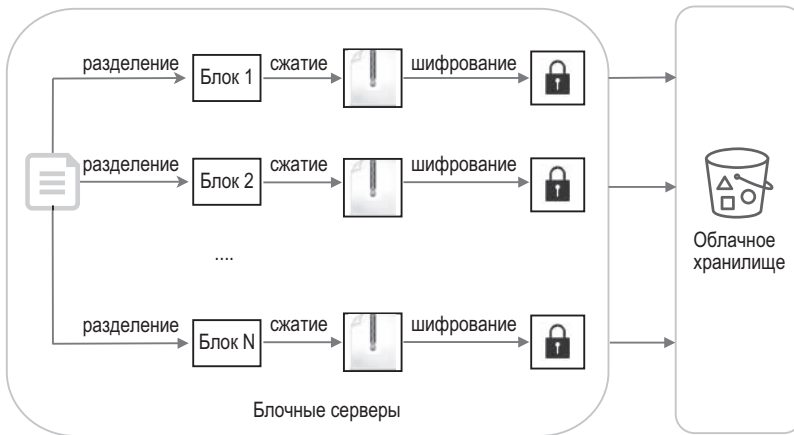 разделение Блок 1 сжатие шифрование
разделение Блок 2 сжатие шифрование
....
разделение Блок N сжатие шифрование
Облачное
хранилище
Блочные серверы